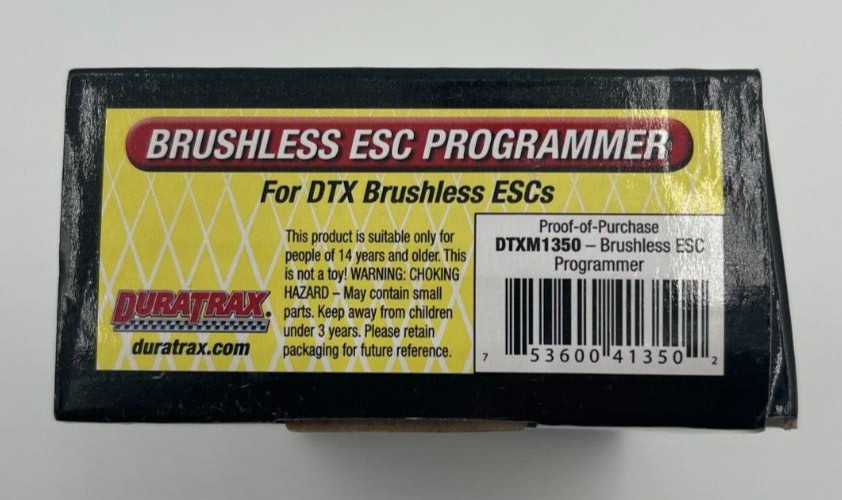 BRUSHLESS ESC PROGRAMMER
For DTX Brushless ESCs
This product is suitable only for
people of 14 years and older. This
is not a toy! WARNING: CHOKING
HAZARD – May contain small
parts. Keep away from children
under 3 years. Please retain
packaging for future reference.
DURATRAX.
duratrax.com
Proof-of-Purchase
DTXM1350 – Brushless ESC
Programmer
7 53600 41350 2